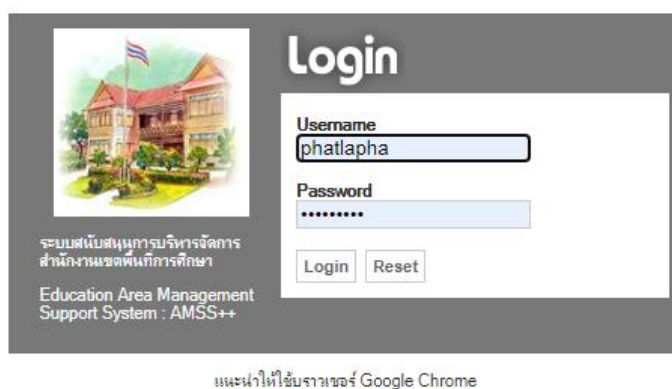 Login
Username
phatlapha
Password
•••••••••
Login Reset
ระบบสนับสนุนการบริหารจัดการ
สำนักงานเขตพื้นที่การศึกษา
Education Area Management
Support System : AMSS++
แนะนำให้ใช้บราวเซอร์ Google Chrome